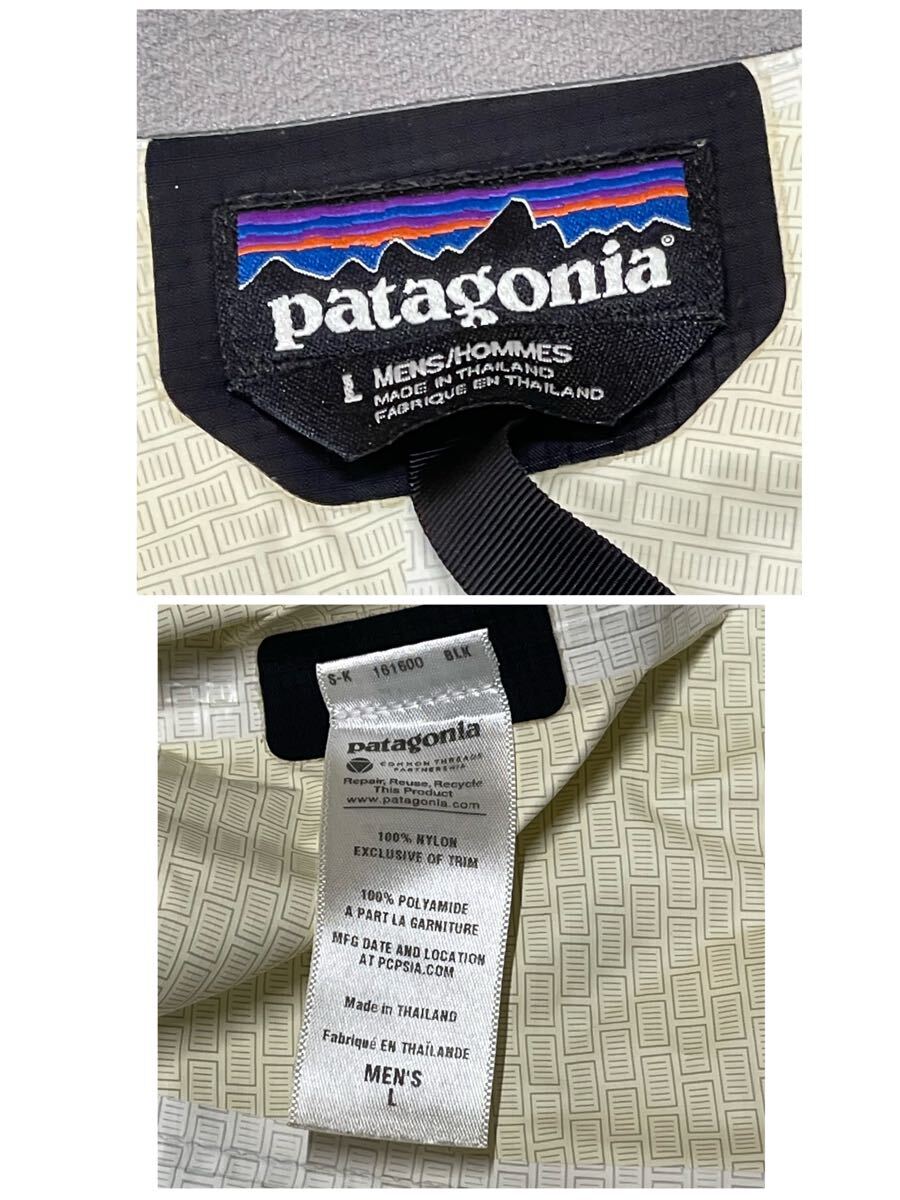 patagonia®
L MENS/HOMMES
MADE IN THAILAND
FABRIQUE EN THAILAND
S-K 161600 BLK
patagonia
COMMON THREADS
PARTNERSHIP
Repair, Reuse, Recycle
This Product
www.patagonia.com
100% NYLON
EXCLUSIVE OF TRIM
100% POLYAMIDE
A PART LA GARNITURE
MFG DATE AND LOCATION
AT PCPSIA.COM
Made in THAILAND
Fabriqué EN THAÏLANDE
MEN'S
L